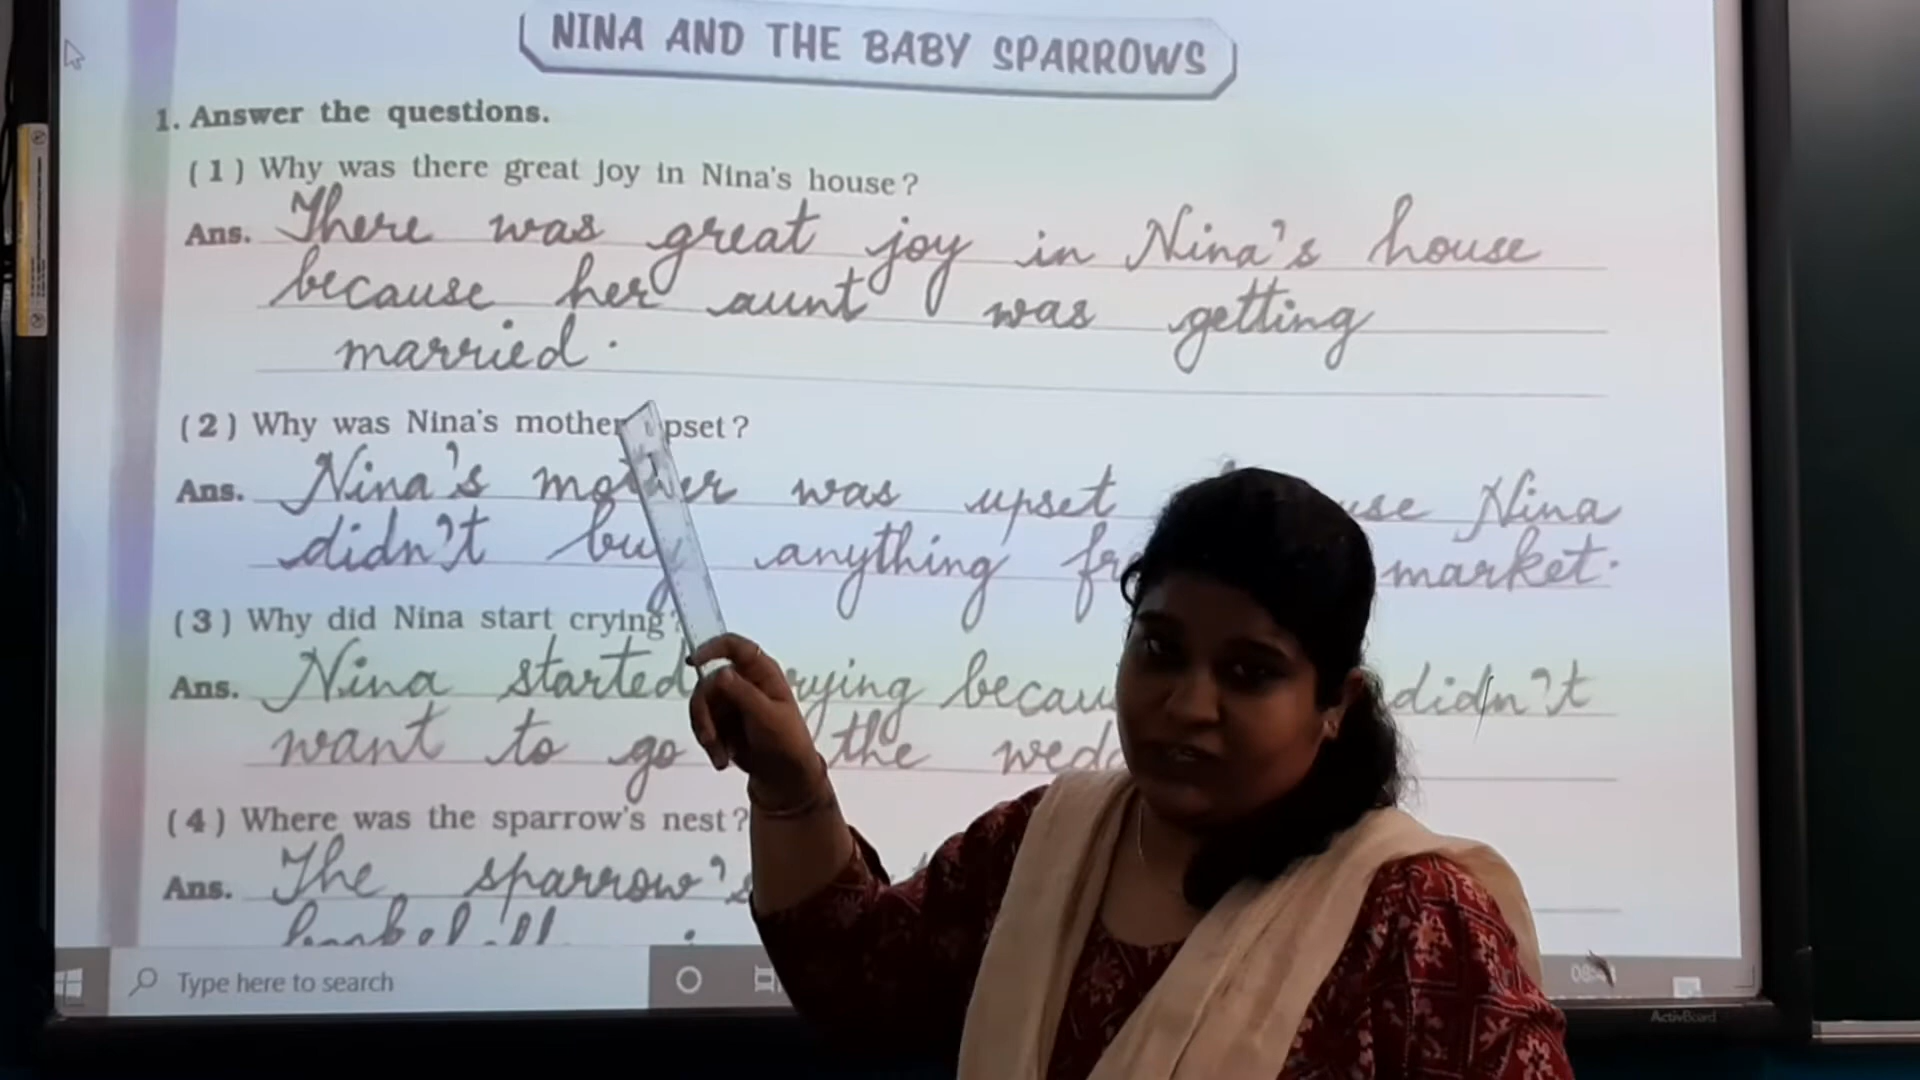 NINA AND THE BABY SPARROWS
1. Answer the questions.
(1) Why was there great joy in Nina's house?
Ans. There was great joy in Nina's house
because her aunt was getting
married.
(2) Why was Nina's mother upset?
Ans. Nina's mother was upset Nina
didn't buy anything market.
(3) Why did Nina start crying?
Ans. Nina started didn't
want to go the
(4) Where was the sparrow's nest?
Ans. The sparrow's
Type here to search
ActivBoard